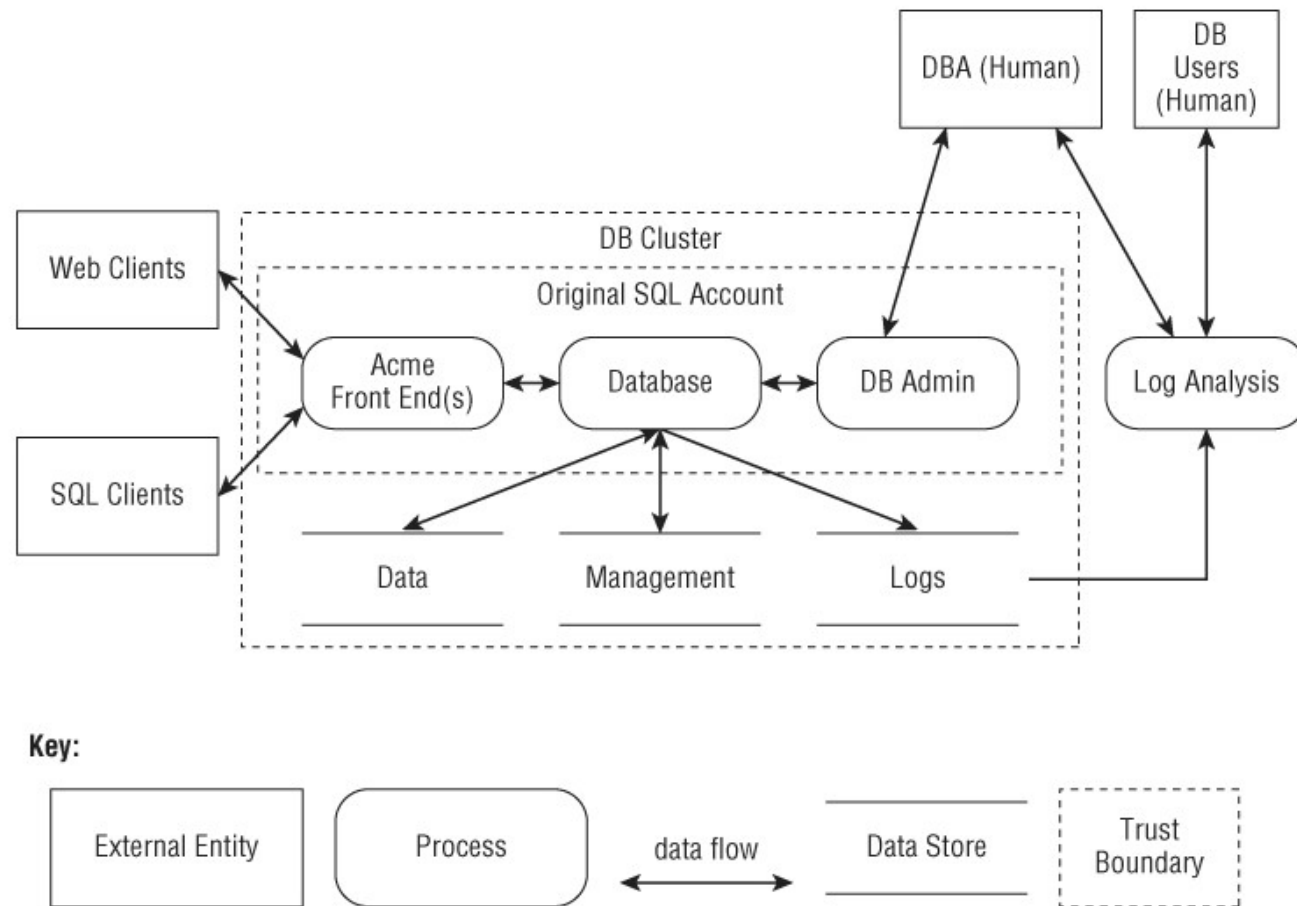 DBA (Human)
DB
Users
(Human)
Web Clients
DB Cluster
Original SQL Account
Acme
Front End(s)
Database
DB Admin
Log Analysis
SQL Clients
Data
Management
Logs
Key:
External Entity
Process
data flow
Data Store
Trust
Boundary